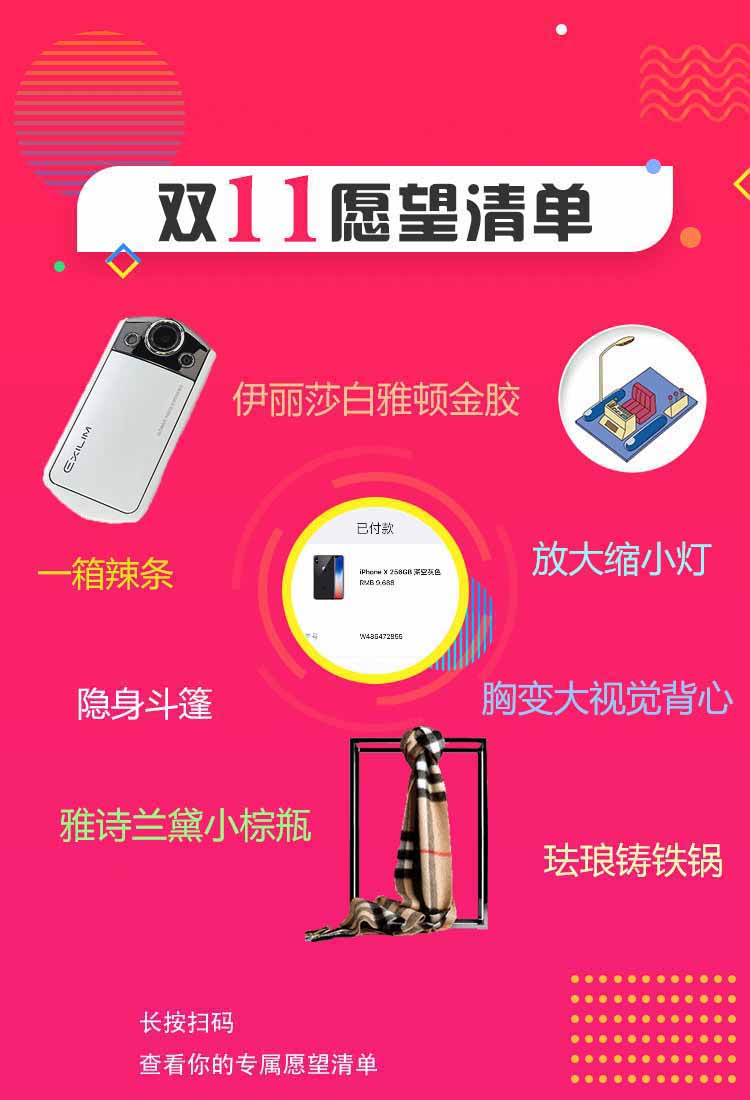 双11愿望清单
EXILIM
伊丽莎白雅顿金胶
已付款
iPhone X 256GB 深空灰色
RMB 9,688
W486472855
一箱辣条
放大缩小灯
隐身斗篷
胸变大视觉背心
雅诗兰黛小棕瓶
珐琅铸铁锅
长按扫码
查看你的专属愿望清单